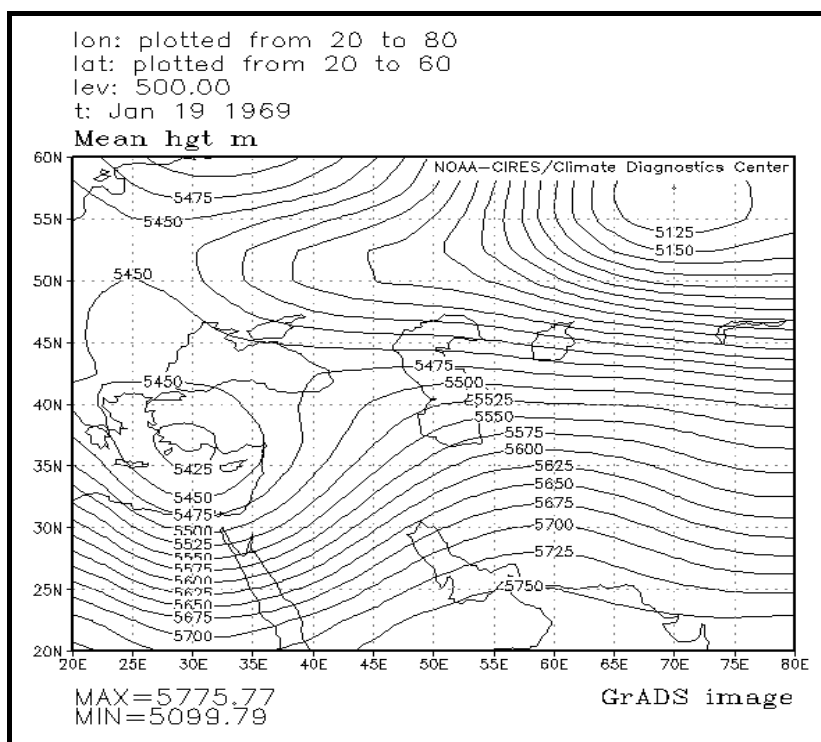 lon: plotted from 20 to 80
lat: plotted from 20 to 60
lev: 500.00
t: Jan 19 1969
Mean hgt m
NOAA-CIRES/Climate Diagnostics Center
60N
5475
5450
55N
5125
5150
50N
5450
45N
5475
5450
5500
40N
5525
5550
5575
5600
35N
5425
5625
5450
5650
5475
5675
30N
5500
5700
5525
5550
5725
5575
25N
5600
5750
5625
5650
5675
5700
20N
20E 25E 30E 35E 40E 45E 50E 55E 60E 65E 70E 75E 80E
MAX=5775.77
MIN=5099.79
GrADS image